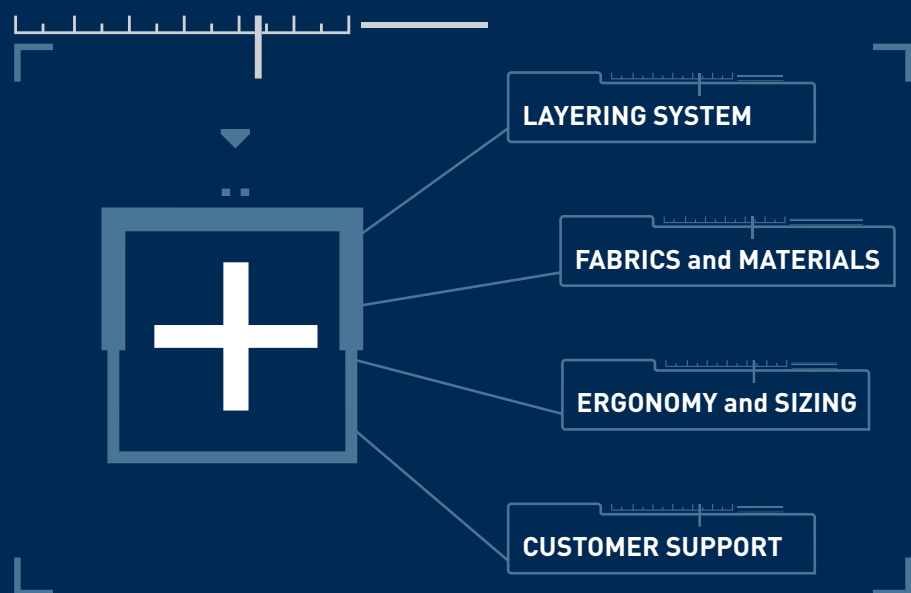 LAYERING SYSTEM
FABRICS and MATERIALS
ERGONOMY and SIZING
CUSTOMER SUPPORT